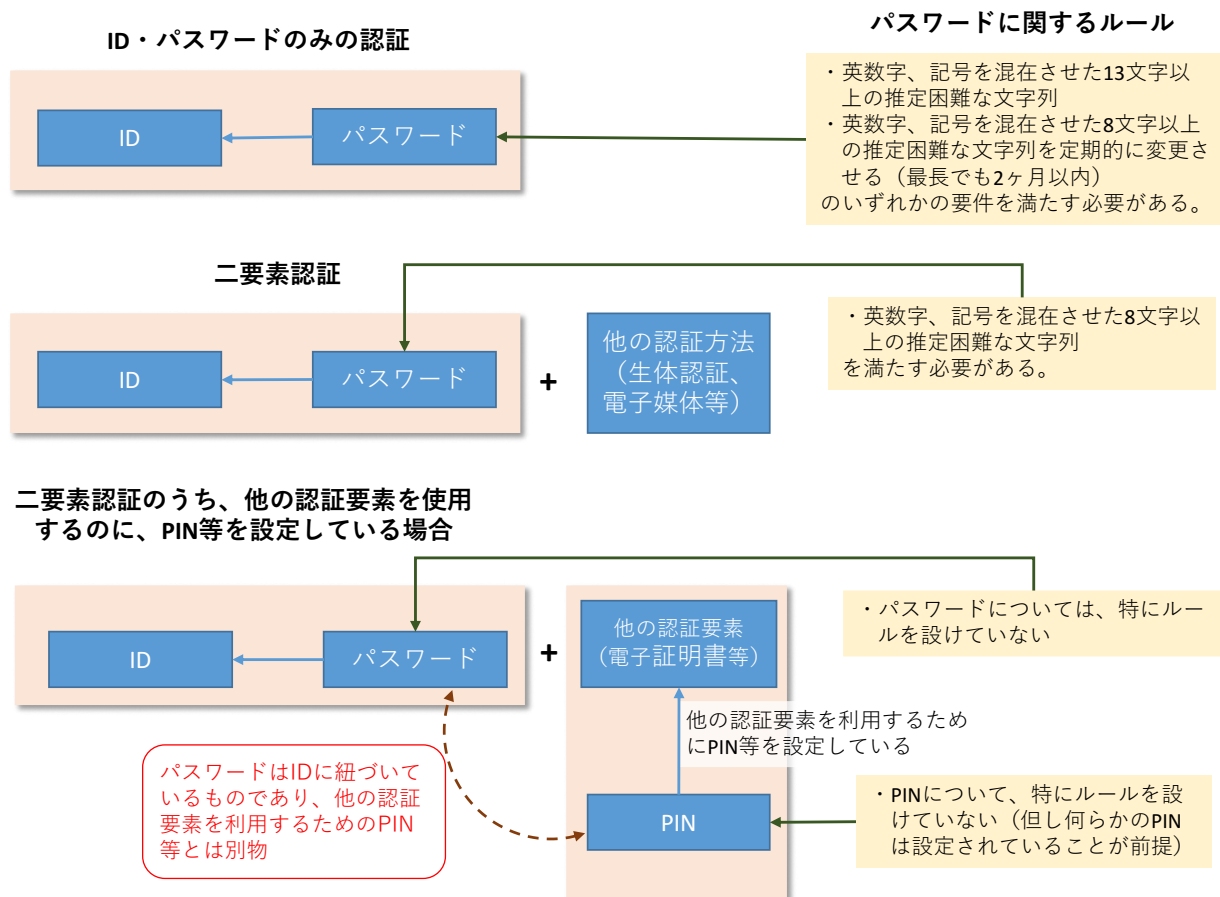 ID・パスワードのみの認証
パスワードに関するルール
ID
パスワード
・英数字、記号を混在させた13文字以
上の推定困難な文字列
・英数字、記号を混在させた8文字以上
の推定困難な文字列を定期的に変更さ
せる（最長でも2ヶ月以内）
のいずれかの要件を満たす必要がある。
二要素認証
ID
パスワード
+
他の認証方法
（生体認証、
電子媒体等）
・英数字、記号を混在させた8文字以
上の推定困難な文字列
を満たす必要がある。
二要素認証のうち、他の認証要素を使用
するのに、PIN等を設定している場合
ID
パスワード
+
他の認証要素
（電子証明書等）
・パスワードについては、特にルー
ルを設けていない
他の認証要素を利用するため
にPIN等を設定している
パスワードはIDに紐づいて
いるものであり、他の認証
要素を利用するためのPIN
等とは別物
PIN
・PINについて、特にルールを設
けていない（但し何らかのPIN
は設定されていることが前提）